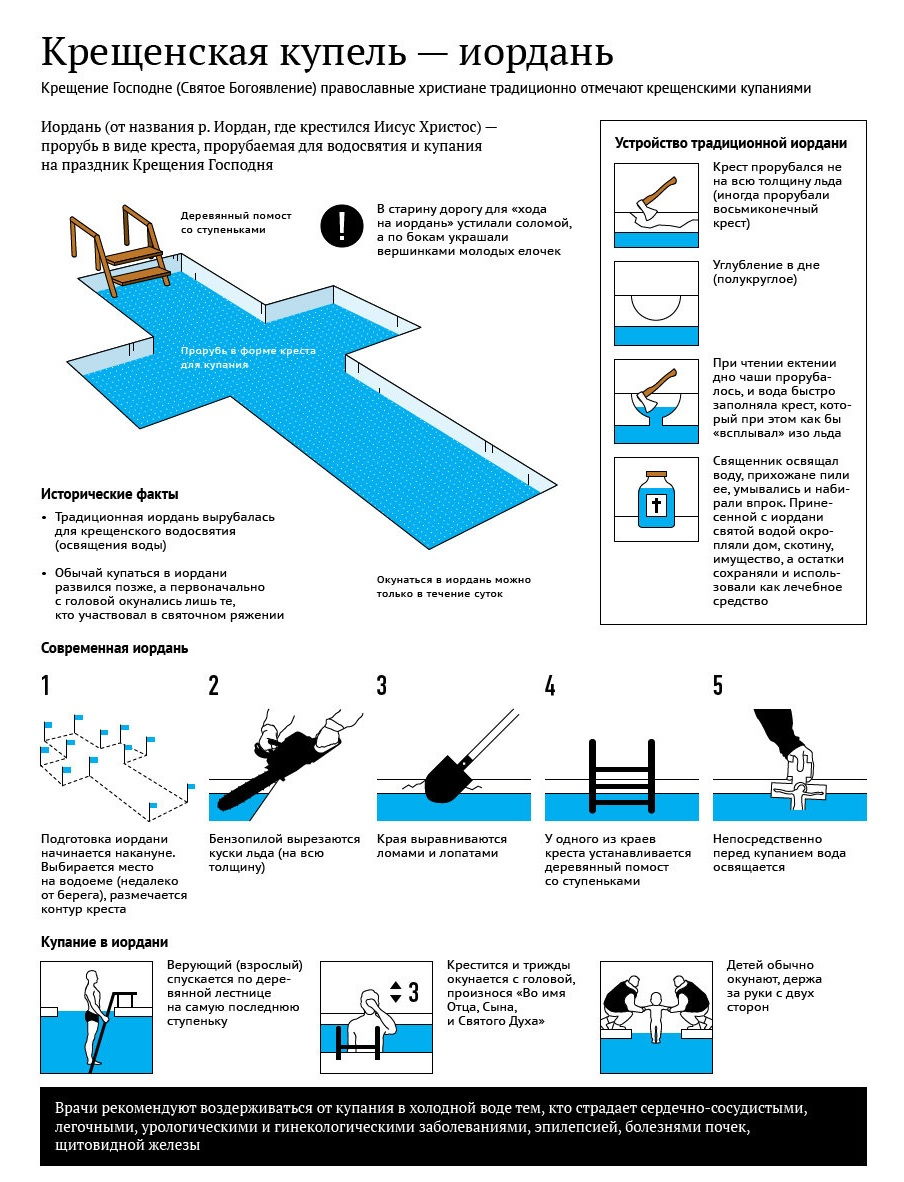 Крещенская купель — иордань
Крещение Господне (Святое Богоявление) православные христиане традиционно отмечают крещенскими купаниями
Иордань (от названия р. Иордан, где крестился Иисус Христос) —
прорубь в виде креста, прорубаемая для водосвятия и купания
на праздник Крещения Господня
Деревянный помост
со ступеньками
!
В старину дорогу для «хода
на иордань» устилали соломой,
а по бокам украшали
вершинками молодых елочек
Прорубь в форме креста
для купания
Окунаться в иордань можно
только в течение суток
Исторические факты
• Традиционная иордань вырубалась
для крещенского водосвятия
(освящения воды)
• Обычай купаться в иордани
развился позже, а первоначально
с головой окунались лишь те,
кто участвовал в святочном ряжении
Устройство традиционной иордани
Крест прорубался не
на всю толщину льда
(иногда прорубали
восьмиконечный
крест)
Углубление в дне
(полукруглое)
При чтении ектении
дно чаши проруба-
лось, и вода быстро
заполняла крест, кото-
рый при этом как бы
«всплывал» изо льда
Священник освящал
воду, прихожане пили
ее, умывались и наби-
рали впрок. Прине-
сенной с иордани
святой водой окро-
пляли дом, скотину,
имущество, а остатки
сохраняли и исполь-
зовали как лечебное
средство
Современная иордань
1
Подготовка иордани
начинается накануне.
Выбирается место
на водоеме (недалеко
от берега), размечается
контур креста
2
Бензопилой вырезаются
куски льда (на всю
толщину)
3
Края выравниваются
ломами и лопатами
4
У одного из краев
креста устанавливается
деревянный помост
со ступеньками
5
Непосредственно
перед купанием вода
освящается
Купание в иордани
Верующий (взрослый)
спускается по дере-
вянной лестнице
на самую последнюю
ступеньку
3
Крестится и трижды
окунается с головой,
произнося «Во имя
Отца, Сына,
и Святого Духа»
Детей обычно
окунают, держа
за руки с двух
сторон
Врачи рекомендуют воздерживаться от купания в холодной воде тем, кто страдает сердечно-сосудистыми,
легочными, урологическими и гинекологическими заболеваниями, эпилепсией, болезнями почек,
щитовидной железы